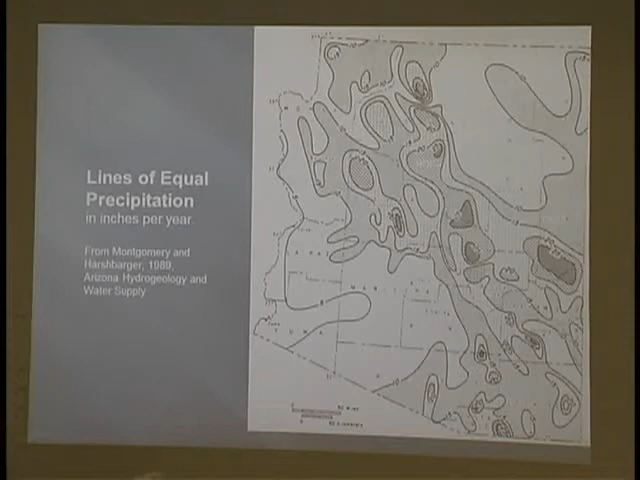 Lines of Equal
Precipitation
in inches per year
From Montgomery and
Harshbarger, 1989,
Arizona Hydrogeology and
Water Supply